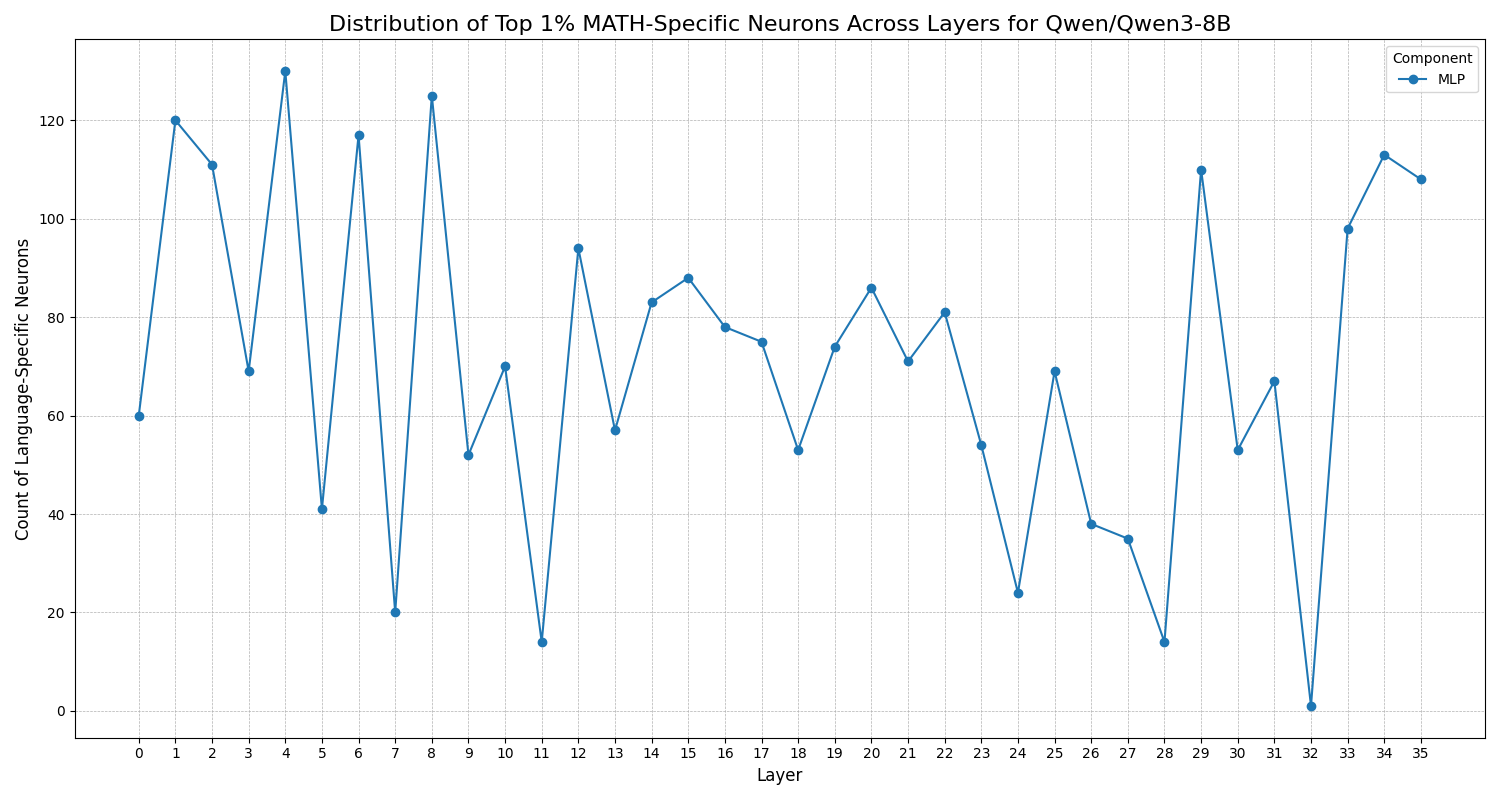 Distribution of Top 1% MATH-Specific Neurons Across Layers for Qwen/Qwen3-8B
Component
MLP
Count of Language-Specific Neurons
120
100
80
60
40
20
0
0 1 2 3 4 5 6 7 8 9 10 11 12 13 14 15 16 17 18 19 20 21 22 23 24 25 26 27 28 29 30 31 32 33 34 35
Layer